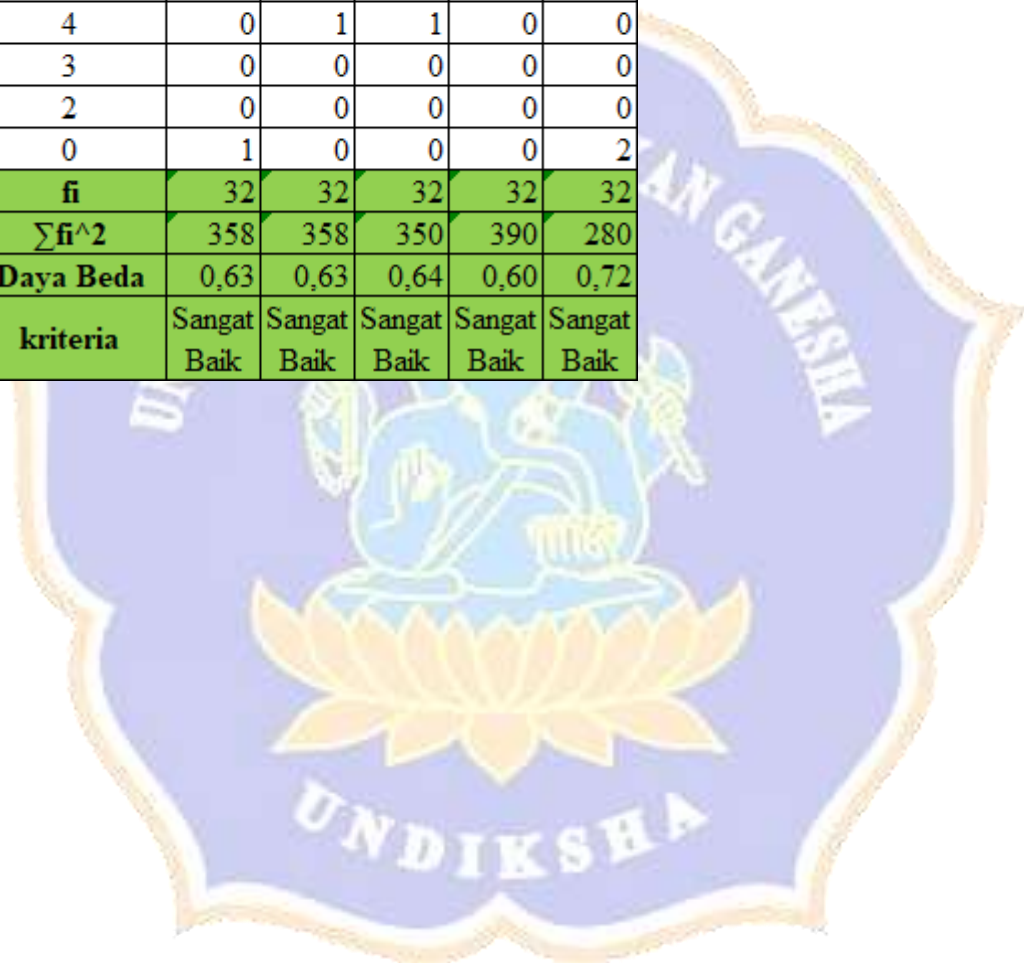 4 0 1 1 0 0
3 0 0 0 0 0
2 0 0 0 0 0
0 1 0 0 0 2
fi 32 32 32 32 32
∑fi^2 358 358 350 390 280
Daya Beda 0,63 0,63 0,64 0,60 0,72
kriteria Sangat Baik Sangat Baik Sangat Baik Sangat Baik Sangat Baik
GANESHA
UNDIKSHA